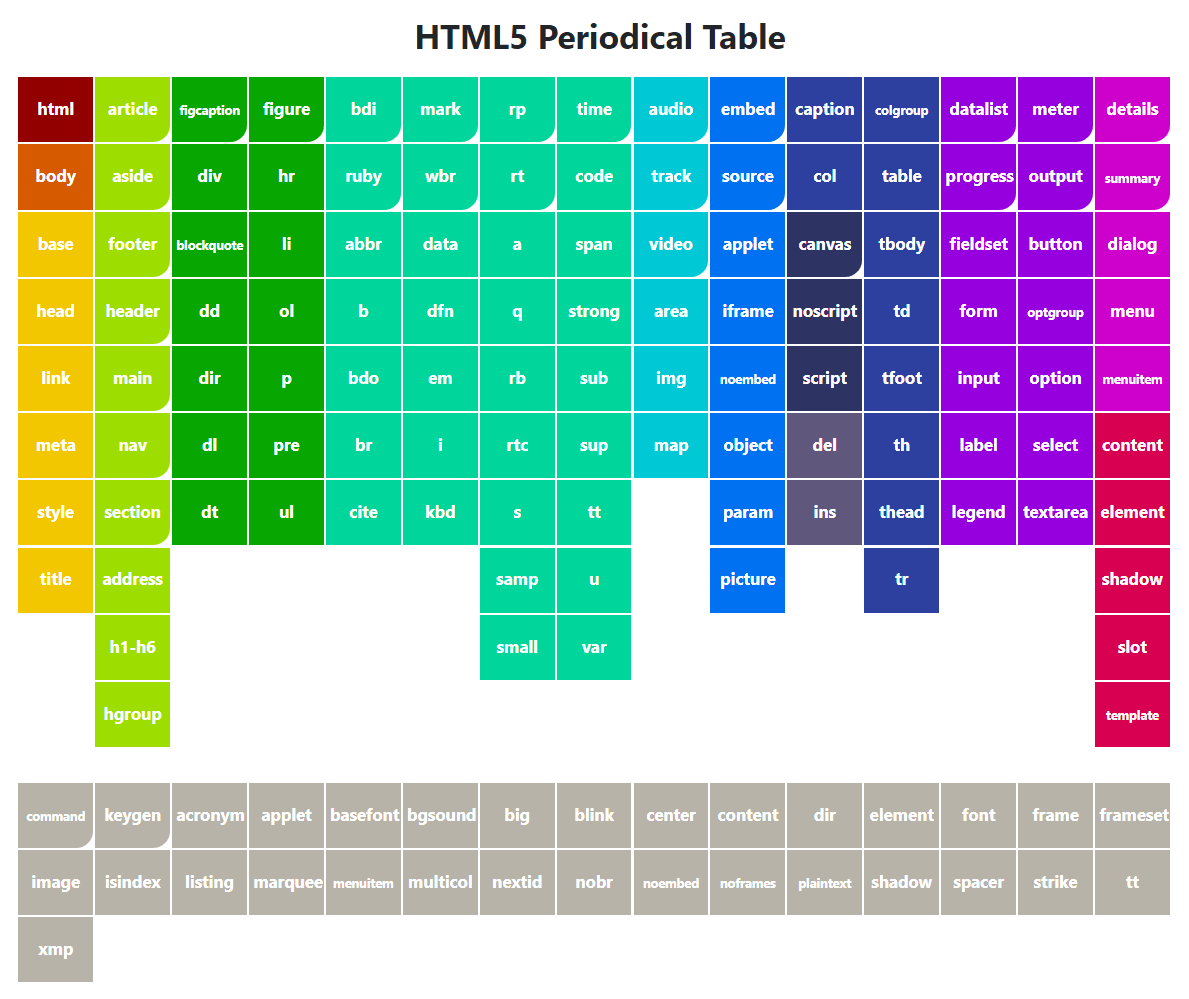 HTML5 Periodical Table
html article figcaption figure bdi mark rp time audio embed caption colgroup datalist meter details
body aside div hr ruby wbr rt code track source col table progress output summary
base footer blockquote li abbr data a span video applet canvas tbody fieldset button dialog
head header dd ol b dfn q strong area iframe noscript td form optgroup menu
link main dir p bdo em rb sub img noembed script tfoot input option menuitem
meta nav dl pre br i rtc sup map object del th label select content
style section dt ul cite kbd s tt param ins thead legend textarea element
title address samp u picture tr shadow
h1-h6 small var slot
hgroup template
command keygen acronym applet basefont bgsound big blink center content dir element font frame frameset
image isindex listing marquee menuitem multicol nextid nobr noembed noframes plaintext shadow spacer strike tt
xmp